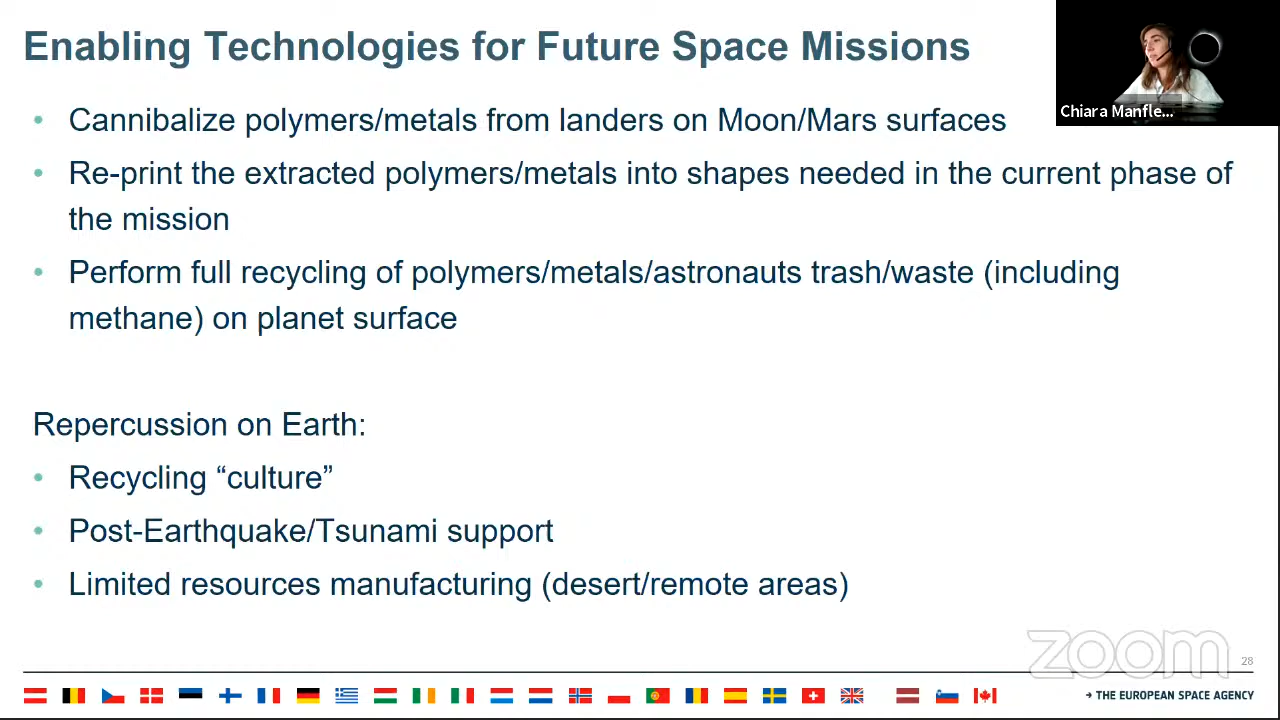 Enabling Technologies for Future Space Missions
Chiara Manfle...
• Cannibalize polymers/metals from landers on Moon/Mars surfaces
• Re-print the extracted polymers/metals into shapes needed in the current phase of
the mission
• Perform full recycling of polymers/metals/astronauts trash/waste (including
methane) on planet surface
Repercussion on Earth:
• Recycling “culture”
• Post-Earthquake/Tsunami support
• Limited resources manufacturing (desert/remote areas)
zoom
28
→ THE EUROPEAN SPACE AGENCY